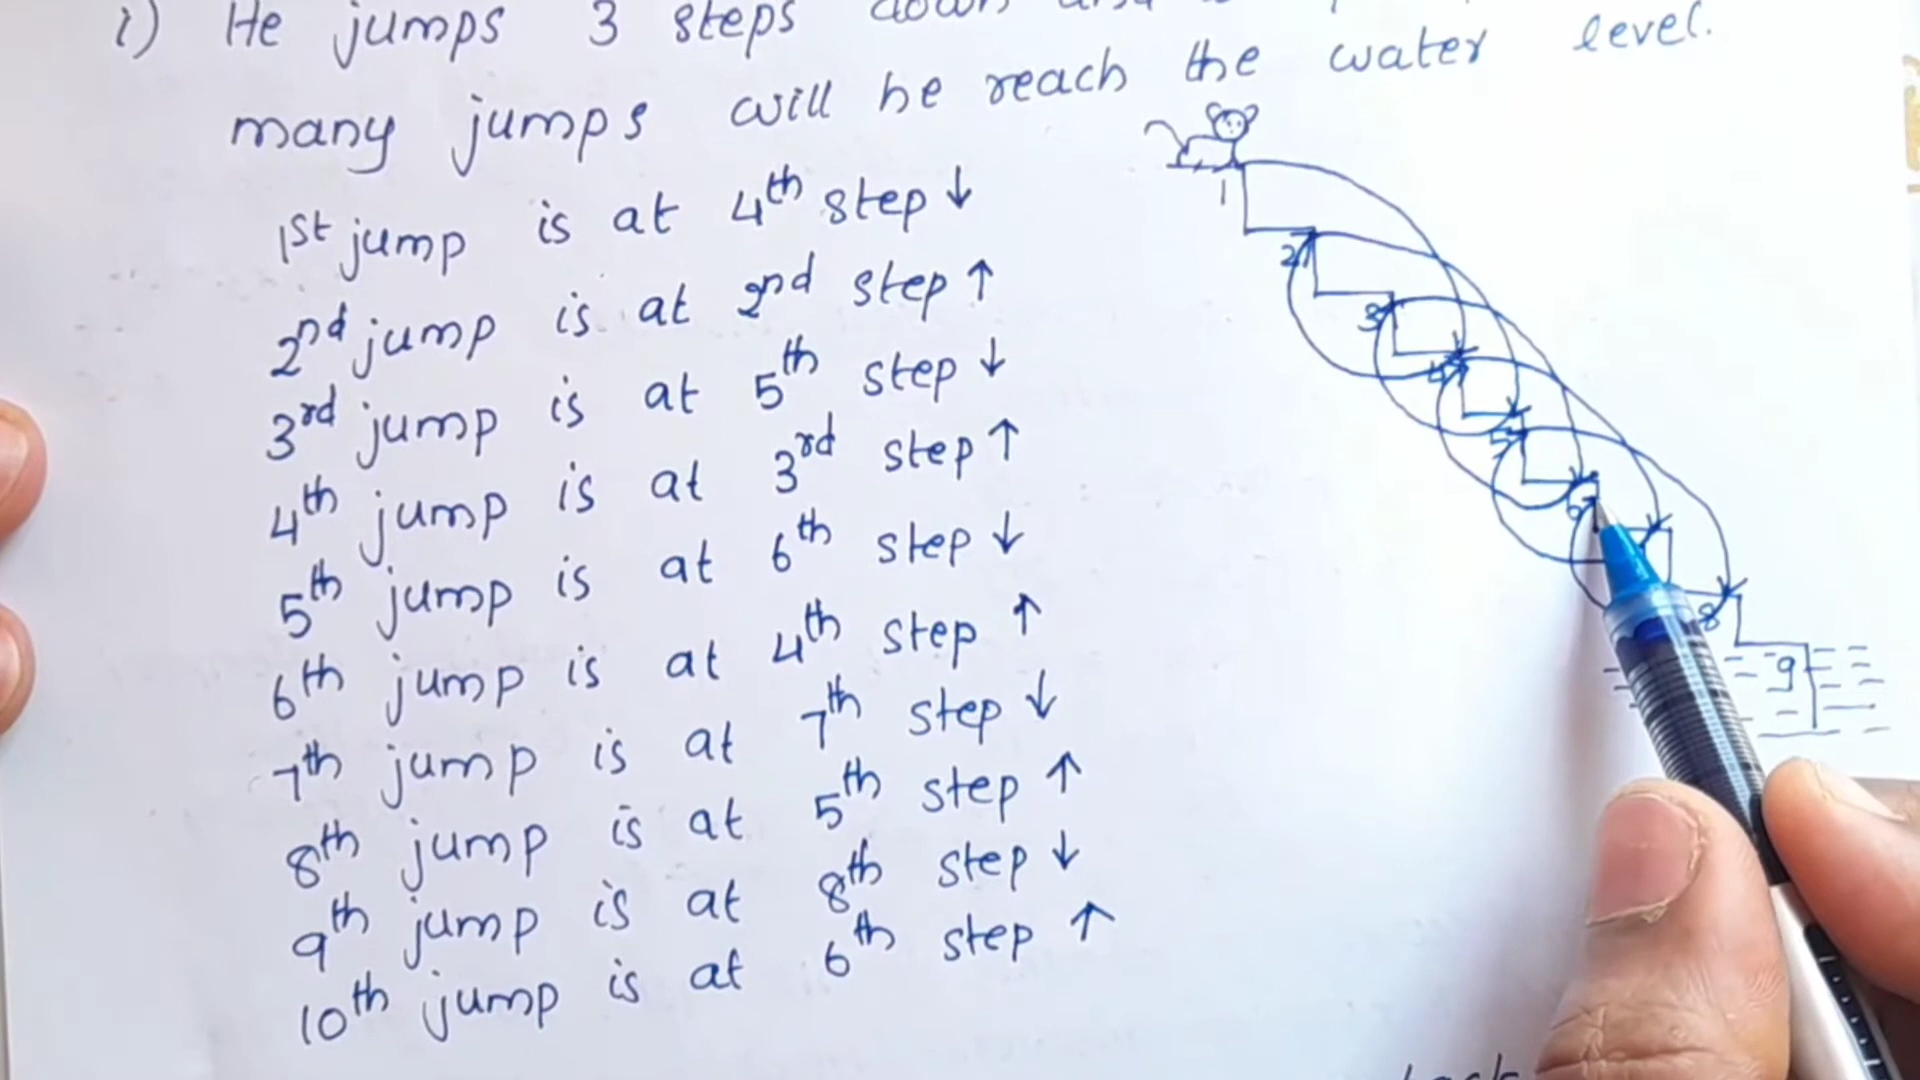 i) He jumps 3 steps down and
many jumps will he reach the water level.
1st jump is at 4th step ↓
2nd jump is at 2nd step ↑
3rd jump is at 5th step ↓
4th jump is at 3rd step ↑
5th jump is at 6th step ↓
6th jump is at 4th step ↑
7th jump is at 7th step ↓
8th jump is at 5th step ↑
9th jump is at 8th step ↓
10th jump is at 6th step ↑
1
2
3
4
5
6
8
9